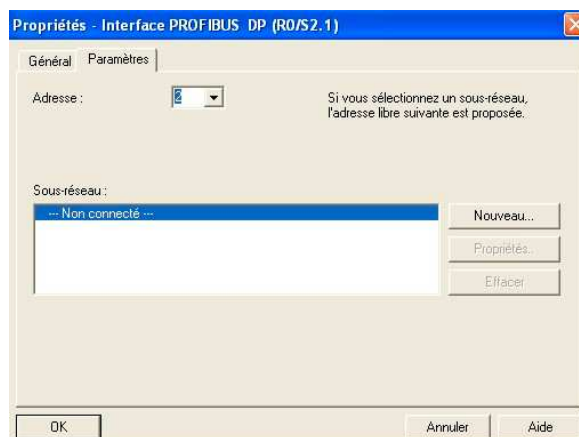 Propriétés - Interface PROFIBUS DP (R0/S2.1)
Général Paramètres
Adresse : 2 Si vous sélectionnez un sous-réseau,
l'adresse libre suivante est proposée.
Sous-réseau :
--- Non connecté --- Nouveau...
Propriétés..
Effacer
OK Annuler Aide